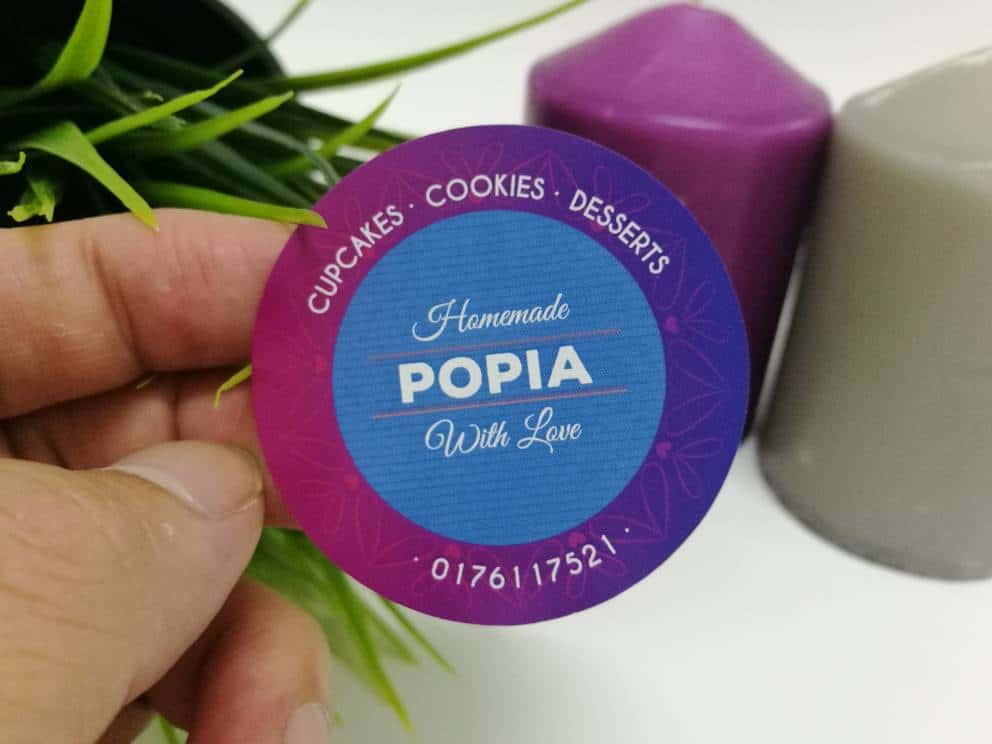 CUPCAKES · COOKIES · DESSERTS
Homemade
POPIA
With Love
· 0176117521 ·